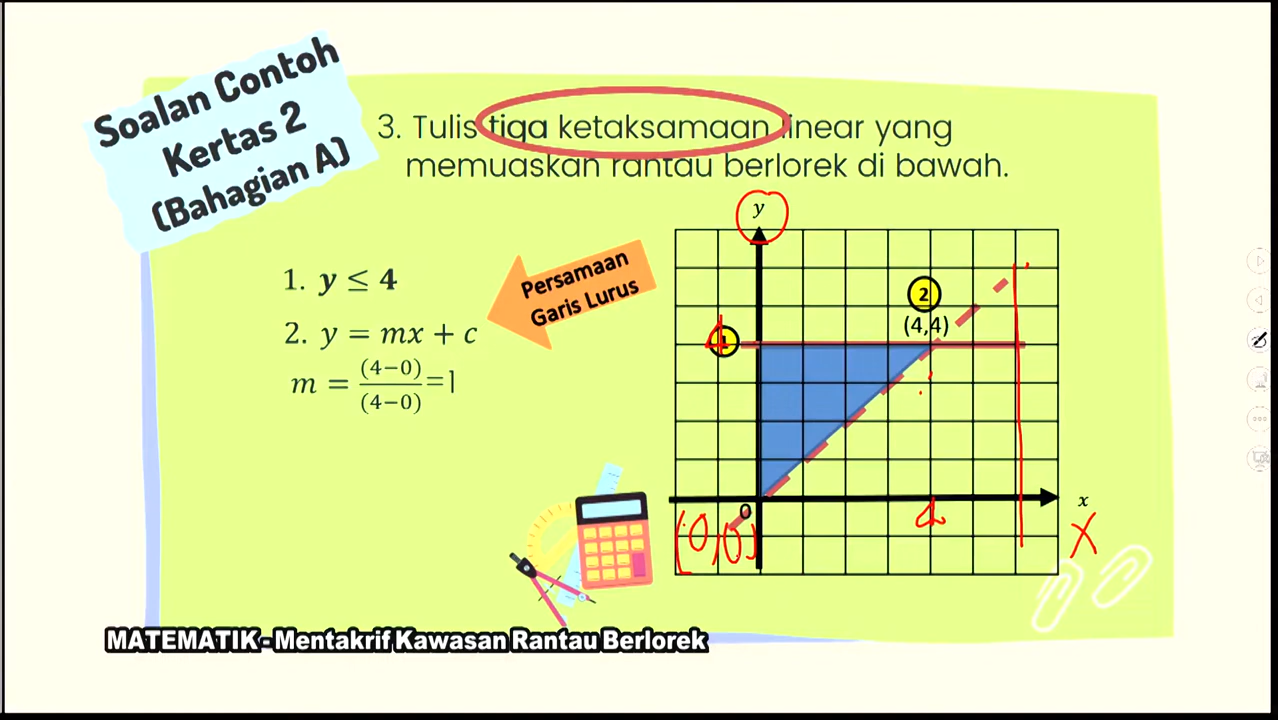 Soalan Contoh
Kertas 2
(Bahagian A)
3. Tulis tiga ketaksamaan linear yang
memuaskan rantau berlorek di bawah.
1. y ≤ 4
2. y = mx + c
m = (4−0)/(4−0) =1
Persamaan
Garis Lurus
y
2
(4,4)
4
0
x
(0,0)
X
MATEMATIK - Mentakrif Kawasan Rantau Berlorek